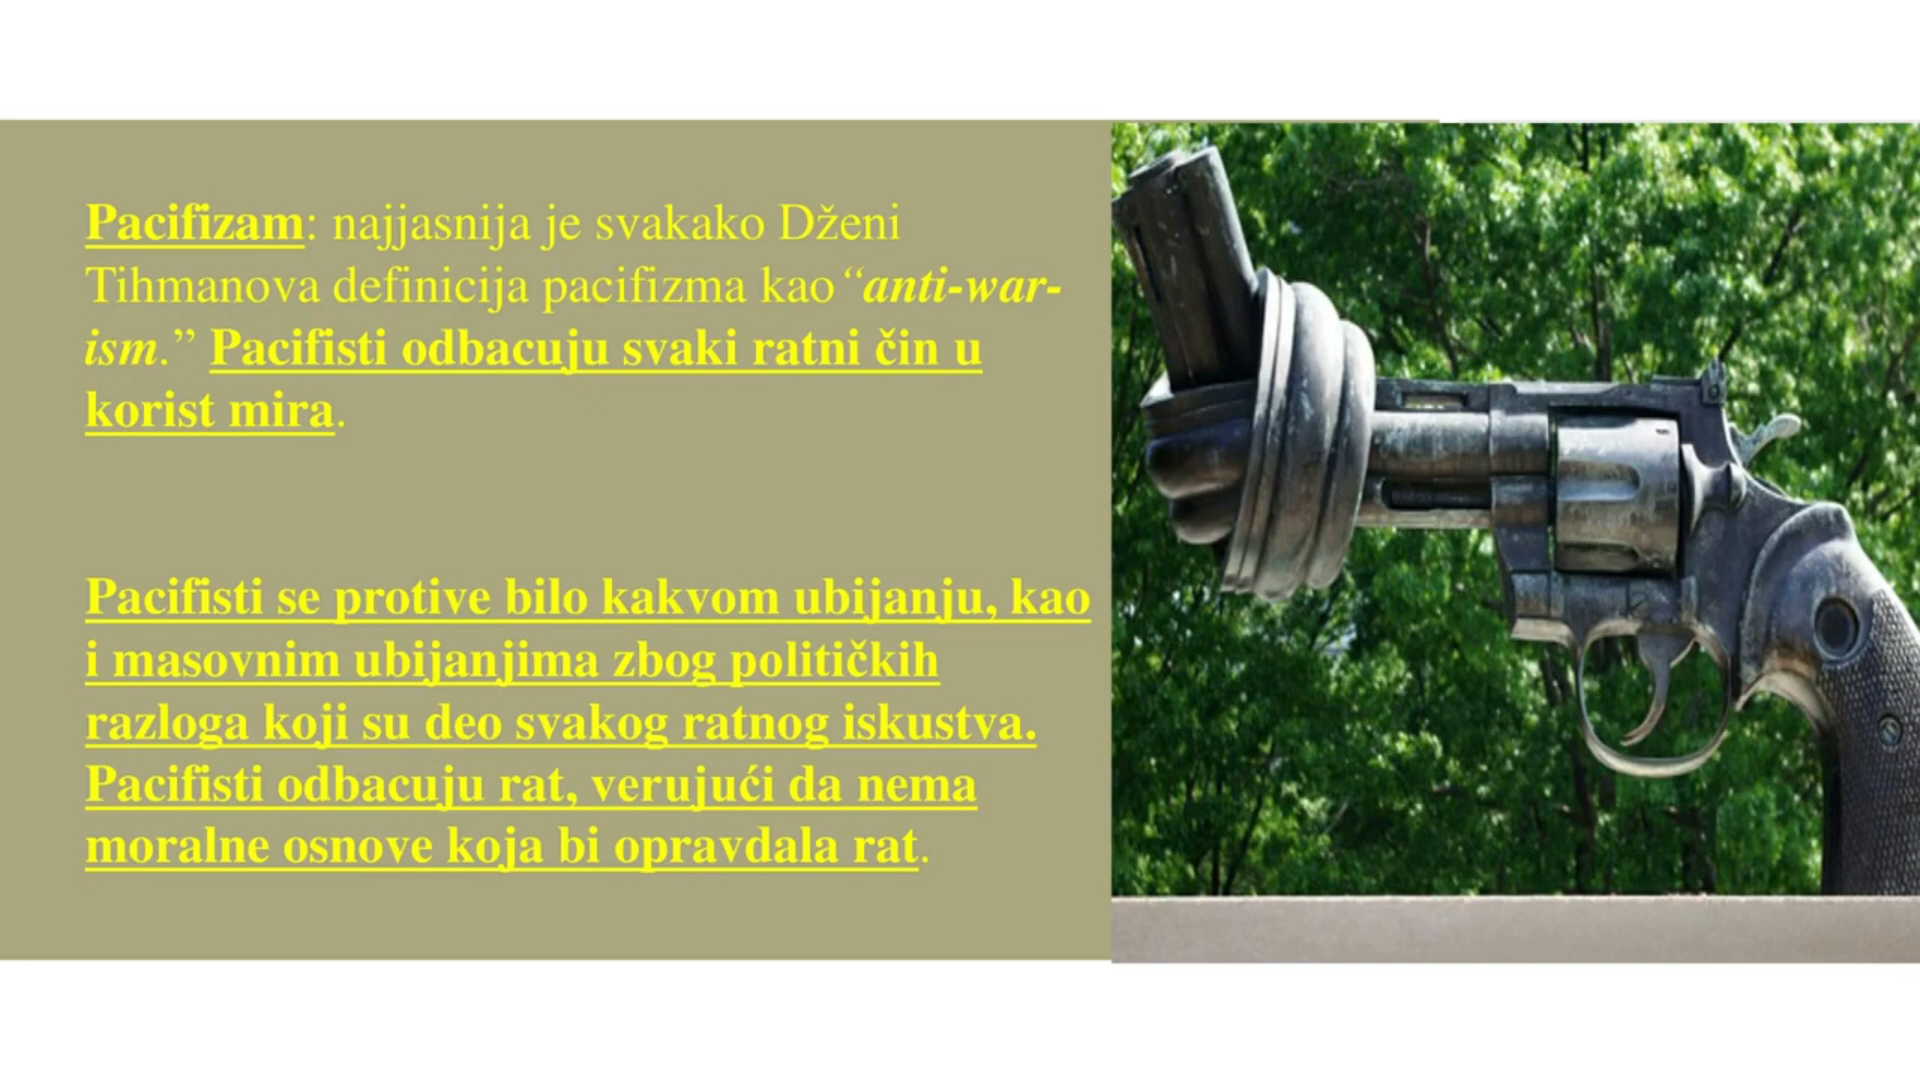 Pacifizam: najjasnija je svakako Dženi
Tihmanova definicija pacifizma kao “anti-war-
ism.” Pacifisti odbacuju svaki ratni čin u
korist mira.
Pacifisti se protive bilo kakvom ubijanju, kao
i masovnim ubijanjima zbog političkih
razloga koji su deo svakog ratnog iskustva.
Pacifisti odbacuju rat, verujući da nema
moralne osnove koja bi opravdala rat.